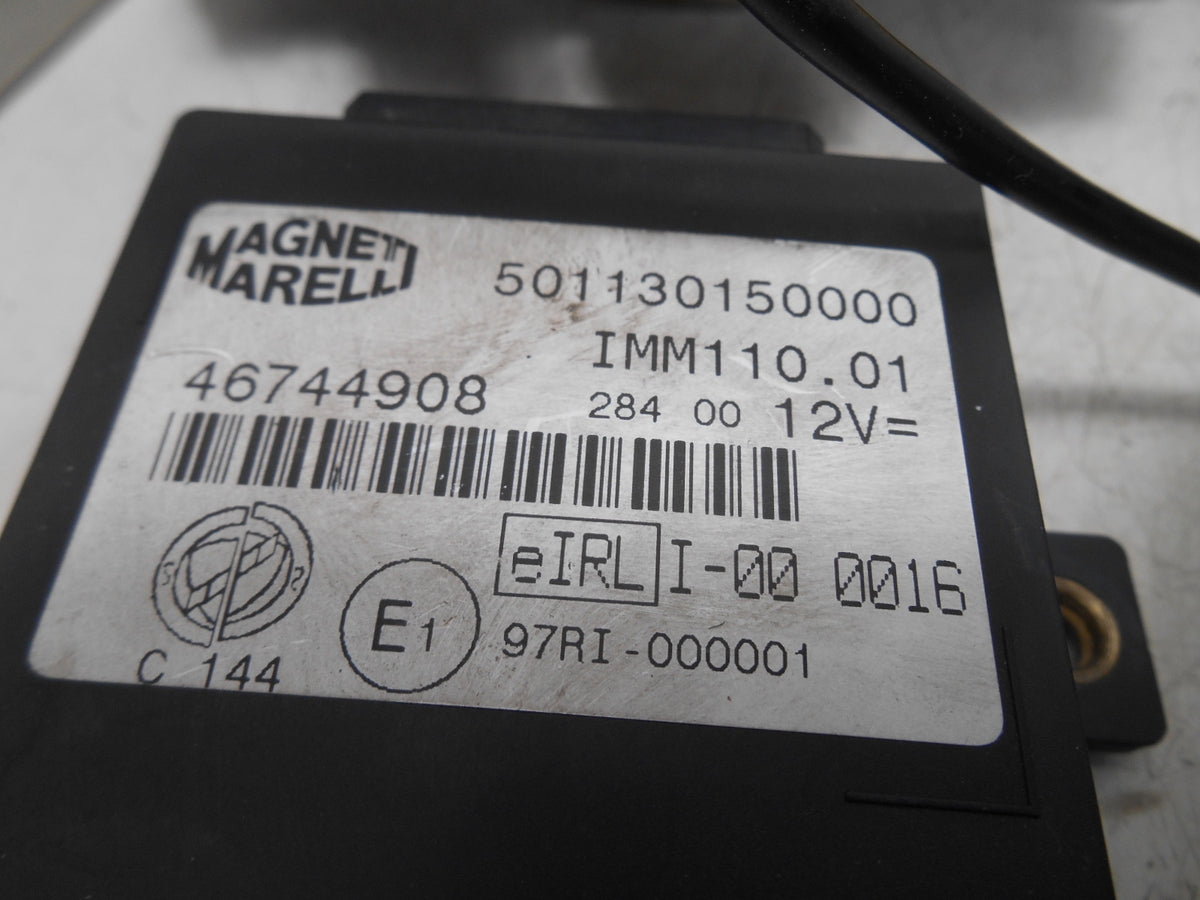 MAGNETI
MARELLI
501130150000
IMM110.01
46744908
284 00 12V=
eIRL I-00 0016
E1
97RI-000001
C 144